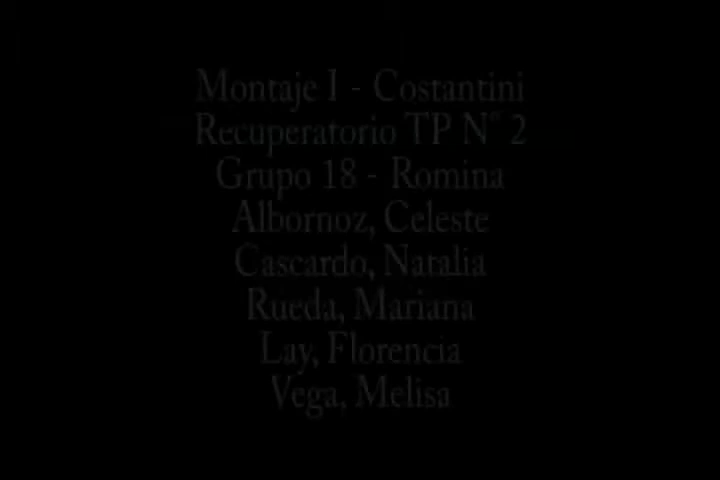 Montaje I - Costantini
Recuperatorio TP N° 2
Grupo 18 - Romina
Albornoz, Celeste
Cascardo, Natalia
Rueda, Mariana
Lay, Florencia
Vega, Melisa